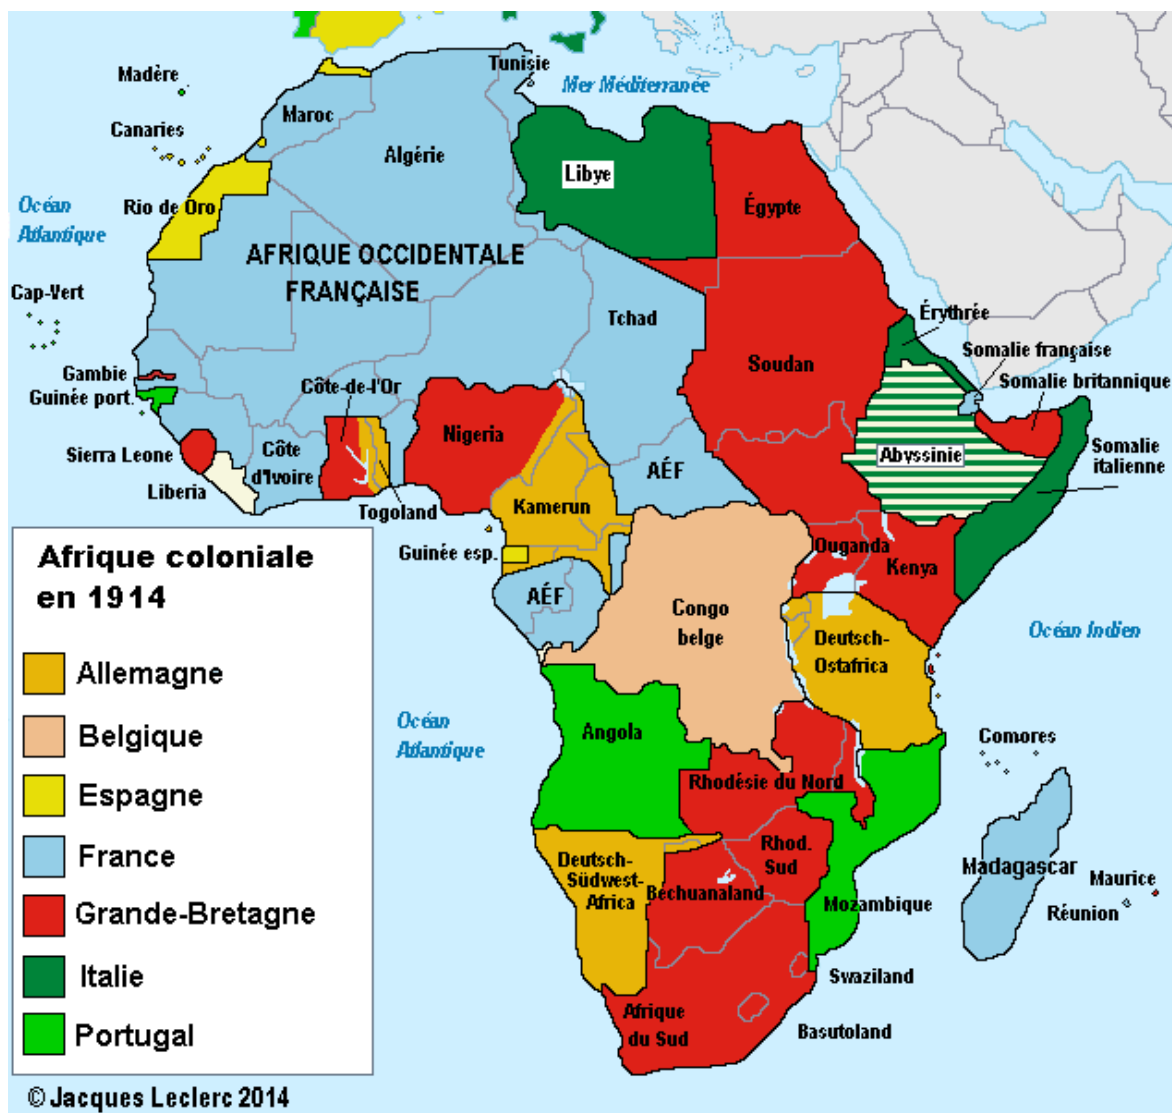 Madère
Tunisie
Mer Méditerranée
Maroc
Canaries
Algérie
Libye
Océan
Atlantique
Rio de Óro
Égypte
AFRIQUE OCCIDENTALE
FRANÇAISE
Cap-Vert
Tchad
Érythrée
Somalie française
Soudan
Somalie britannique
Gambie
Côte-de-l'Or
Guinée port.
Nigeria
Somalie
italienne
Sierra Leone
Côte
d'Ivoire
AÉF
Abyssinie
Liberia
Togoland
Kamerun
Guinée esp.
Ouganda
Kenya
AÉF
Congo
belge
Deutsch-
Ostafrica
Océan Indien
Océan
Atlantique
Angola
Comores
Rhodésie du Nord
Rhod.
Sud
Deutsch-
Südwest-
Africa
Bechuanaland
Madagascar
Maurice
Réunion
Mozambique
Swaziland
Afrique
du Sud
Basutoland
Afrique coloniale
en 1914
Allemagne
Belgique
Espagne
France
Grande-Bretagne
Italie
Portugal
© Jacques Leclerc 2014